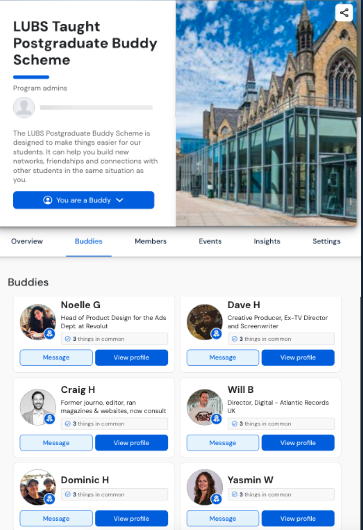 LUBS Taught
Postgraduate Buddy
Scheme
Program admins
The LUBS Postgraduate Buddy Scheme is
designed to make things easier for our
students. It can help you build new
networks, friendships and connections with
other students in the same situation as
you.
You are a Buddy
Overview Buddies Members Events Insights Settings
Buddies
Noelle G
Head of Product Design for the Ads
Dept. at Revolut
3 things in common
Message View profile
Dave H
Creative Producer, Ex-TV Director
and Screenwriter
3 things in common
Message View profile
Craig H
Former journo, editor, ran
magazines & websites, now consult
3 things in common
Message View profile
Will B
Director, Digital - Atlantic Records
UK
3 things in common
Message View profile
Dominic H
3 things in common
Message View profile
Yasmin W
3 things in common
Message View profile